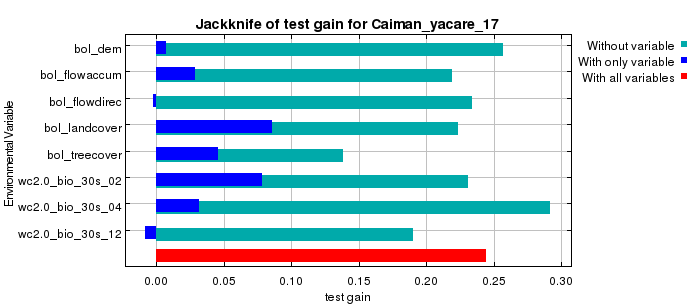 Jackknife of test gain for Caiman_yacare_17
Without variable
With only variable
With all variables
Environmental Variable
bol_dem
bol_flowaccum
bol_flowdirec
bol_landcover
bol_treecover
wc2.0_bio_30s_02
wc2.0_bio_30s_04
wc2.0_bio_30s_12
0.00 0.05 0.10 0.15 0.20 0.25 0.30
test gain